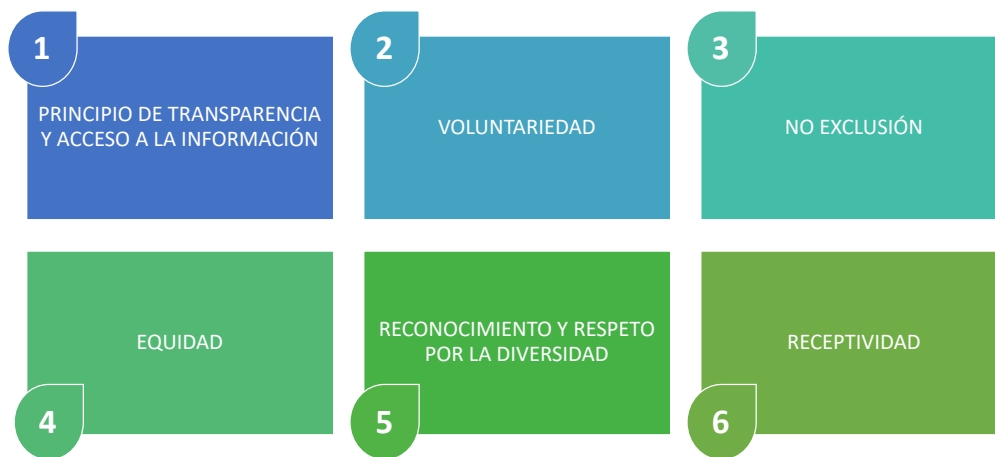 1
PRINCIPIO DE TRANSPARENCIA
Y ACCESO A LA INFORMACIÓN
2
VOLUNTARIEDAD
3
NO EXCLUSIÓN
EQUIDAD
4
RECONOCIMIENTO Y RESPETO
POR LA DIVERSIDAD
5
RECEPTIVIDAD
6